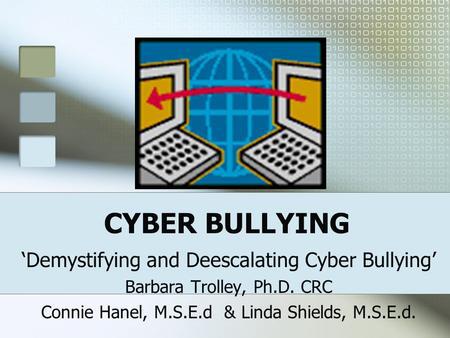 CYBER BULLYING
‘Demystifying and Deescalating Cyber Bullying’
Barbara Trolley, Ph.D. CRC
Connie Hanel, M.S.E.d & Linda Shields, M.S.E.d.